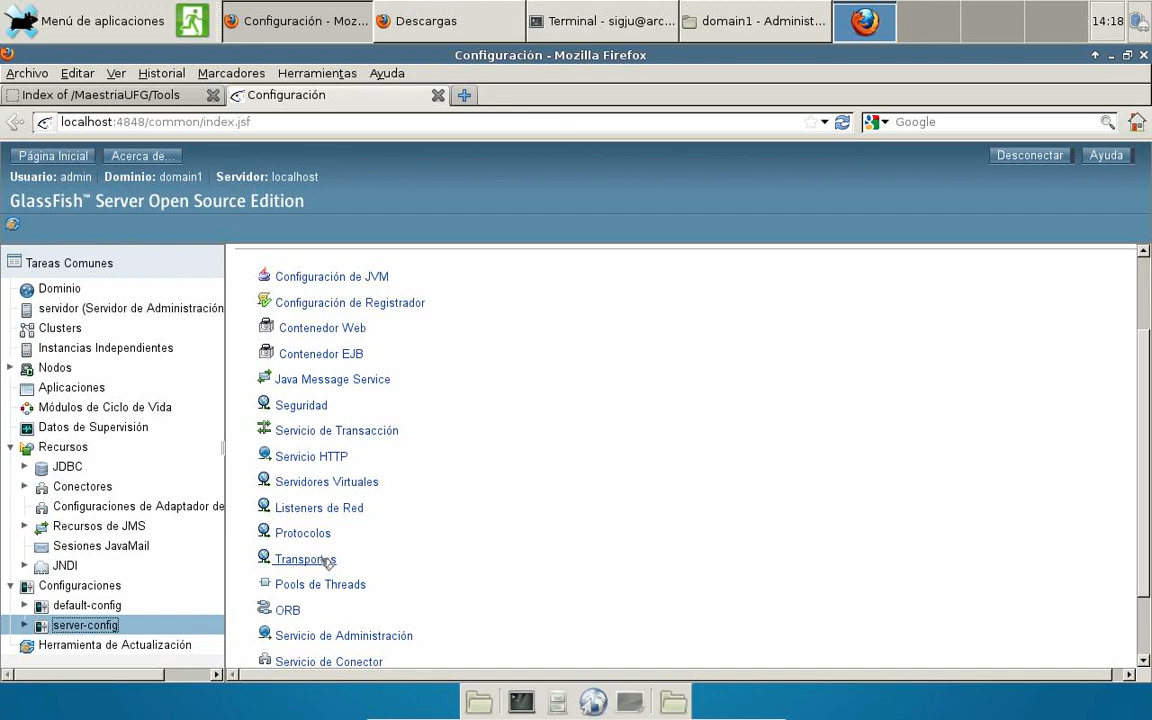 Menú de aplicaciones
Configuración - Moz...
Descargas
Terminal - sigju@arc...
domain1 - Administ...
14:18
Configuración - Mozilla Firefox
Archivo Editar Ver Historial Marcadores Herramientas Ayuda
Index of /MaestriaUFG/Tools
Configuración
localhost:4848/common/index.jsf
Google
Página Inicial
Acerca de...
Desconectar
Ayuda
Usuario: admin Dominio: domain1 Servidor: localhost
GlassFish™ Server Open Source Edition
Tareas Comunes
Dominio
servidor (Servidor de Administración
Clusters
Instancias Independientes
Nodos
Aplicaciones
Módulos de Ciclo de Vida
Datos de Supervisión
Recursos
JDBC
Conectores
Configuraciones de Adaptador de
Recursos de JMS
Sesiones JavaMail
JNDI
Configuraciones
default-config
server-config
Herramienta de Actualización
Configuración de JVM
Configuración de Registrador
Contenedor Web
Contenedor EJB
Java Message Service
Seguridad
Servicio de Transacción
Servicio HTTP
Servidores Virtuales
Listeners de Red
Protocolos
Transportes
Pools de Threads
ORB
Servicio de Administración
Servicio de Conector